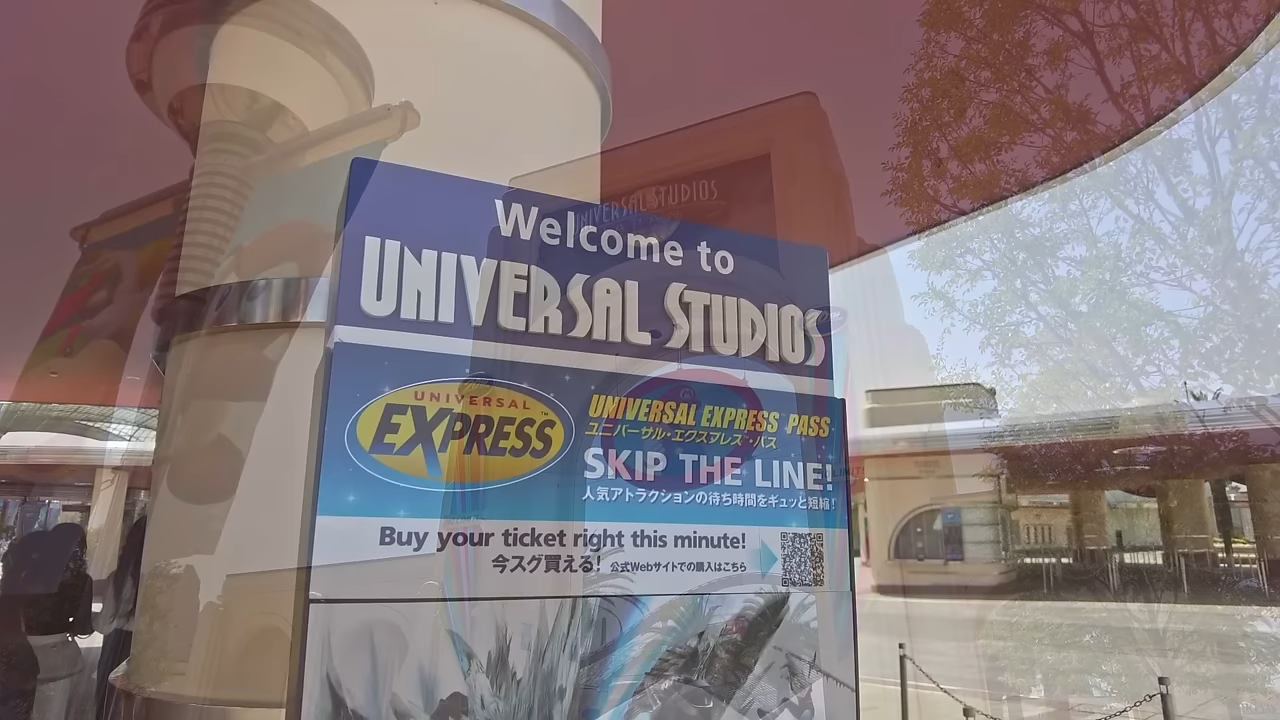 UNIVERSAL STUDIOS
Welcome to
UNIVERSAL STUDIOS
UNIVERSAL
EXPRESS™
UNIVERSAL EXPRESS PASS
ユニバーサル・エクスプレス・パス
SKIP THE LINE!
人気アトラクションの待ち時間をギュッと短縮!
Buy your ticket right this minute!
今スグ買える! 公式Webサイトでの購入はこちら